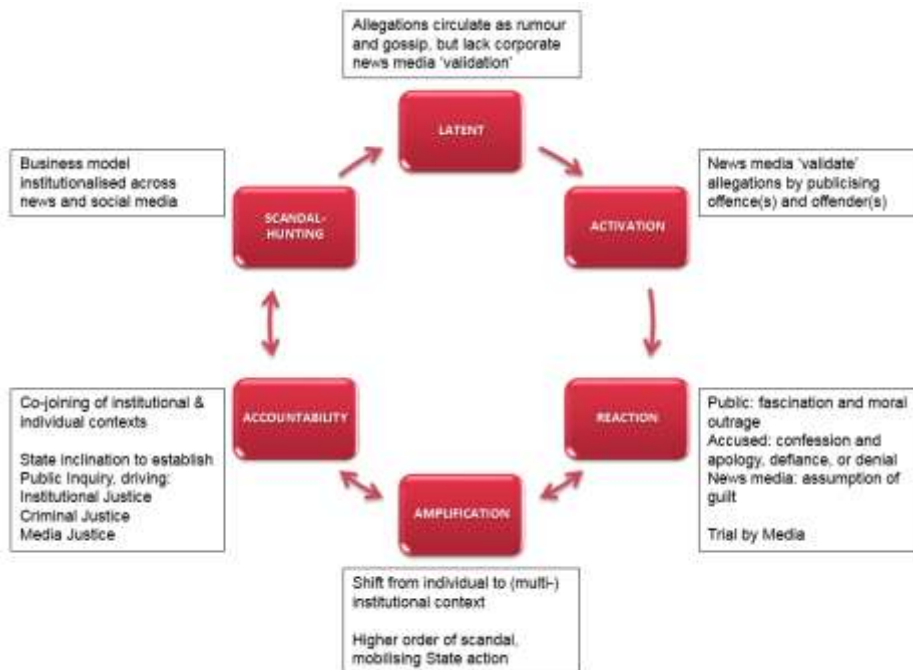 Allegations circulate as rumour
and gossip, but lack corporate
news media 'validation'
LATENT
News media 'validate'
allegations by publicising
offence(s) and offender(s)
ACTIVATION
Public: fascination and moral
outrage
Accused: confession and
apology, defiance, or denial
News media: assumption of
guilt
Trial by Media
REACTION
AMPLIFICATION
Shift from individual to (multi-)
institutional context
Higher order of scandal,
mobilising State action
ACCOUNTABILITY
Co-joining of institutional &
individual contexts
State inclination to establish
Public Inquiry, driving:
Institutional Justice
Criminal Justice
Media Justice
SCANDAL-
HUNTING
Business model
institutionalised across
news and social media